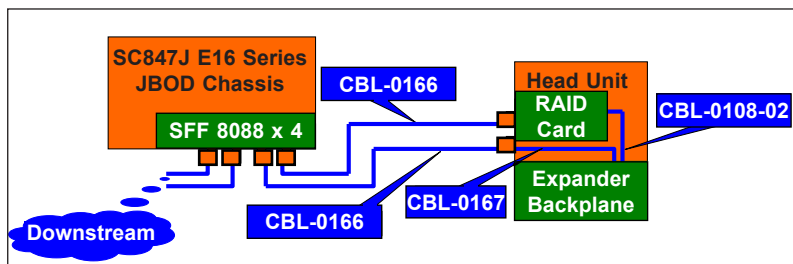 SC847J E16 Series
JBOD Chassis
SFF 8088 x 4
CBL-0166
Head Unit
RAID
Card
CBL-0108-02
Expander
Backplane
CBL-0167
CBL-0166
Downstream